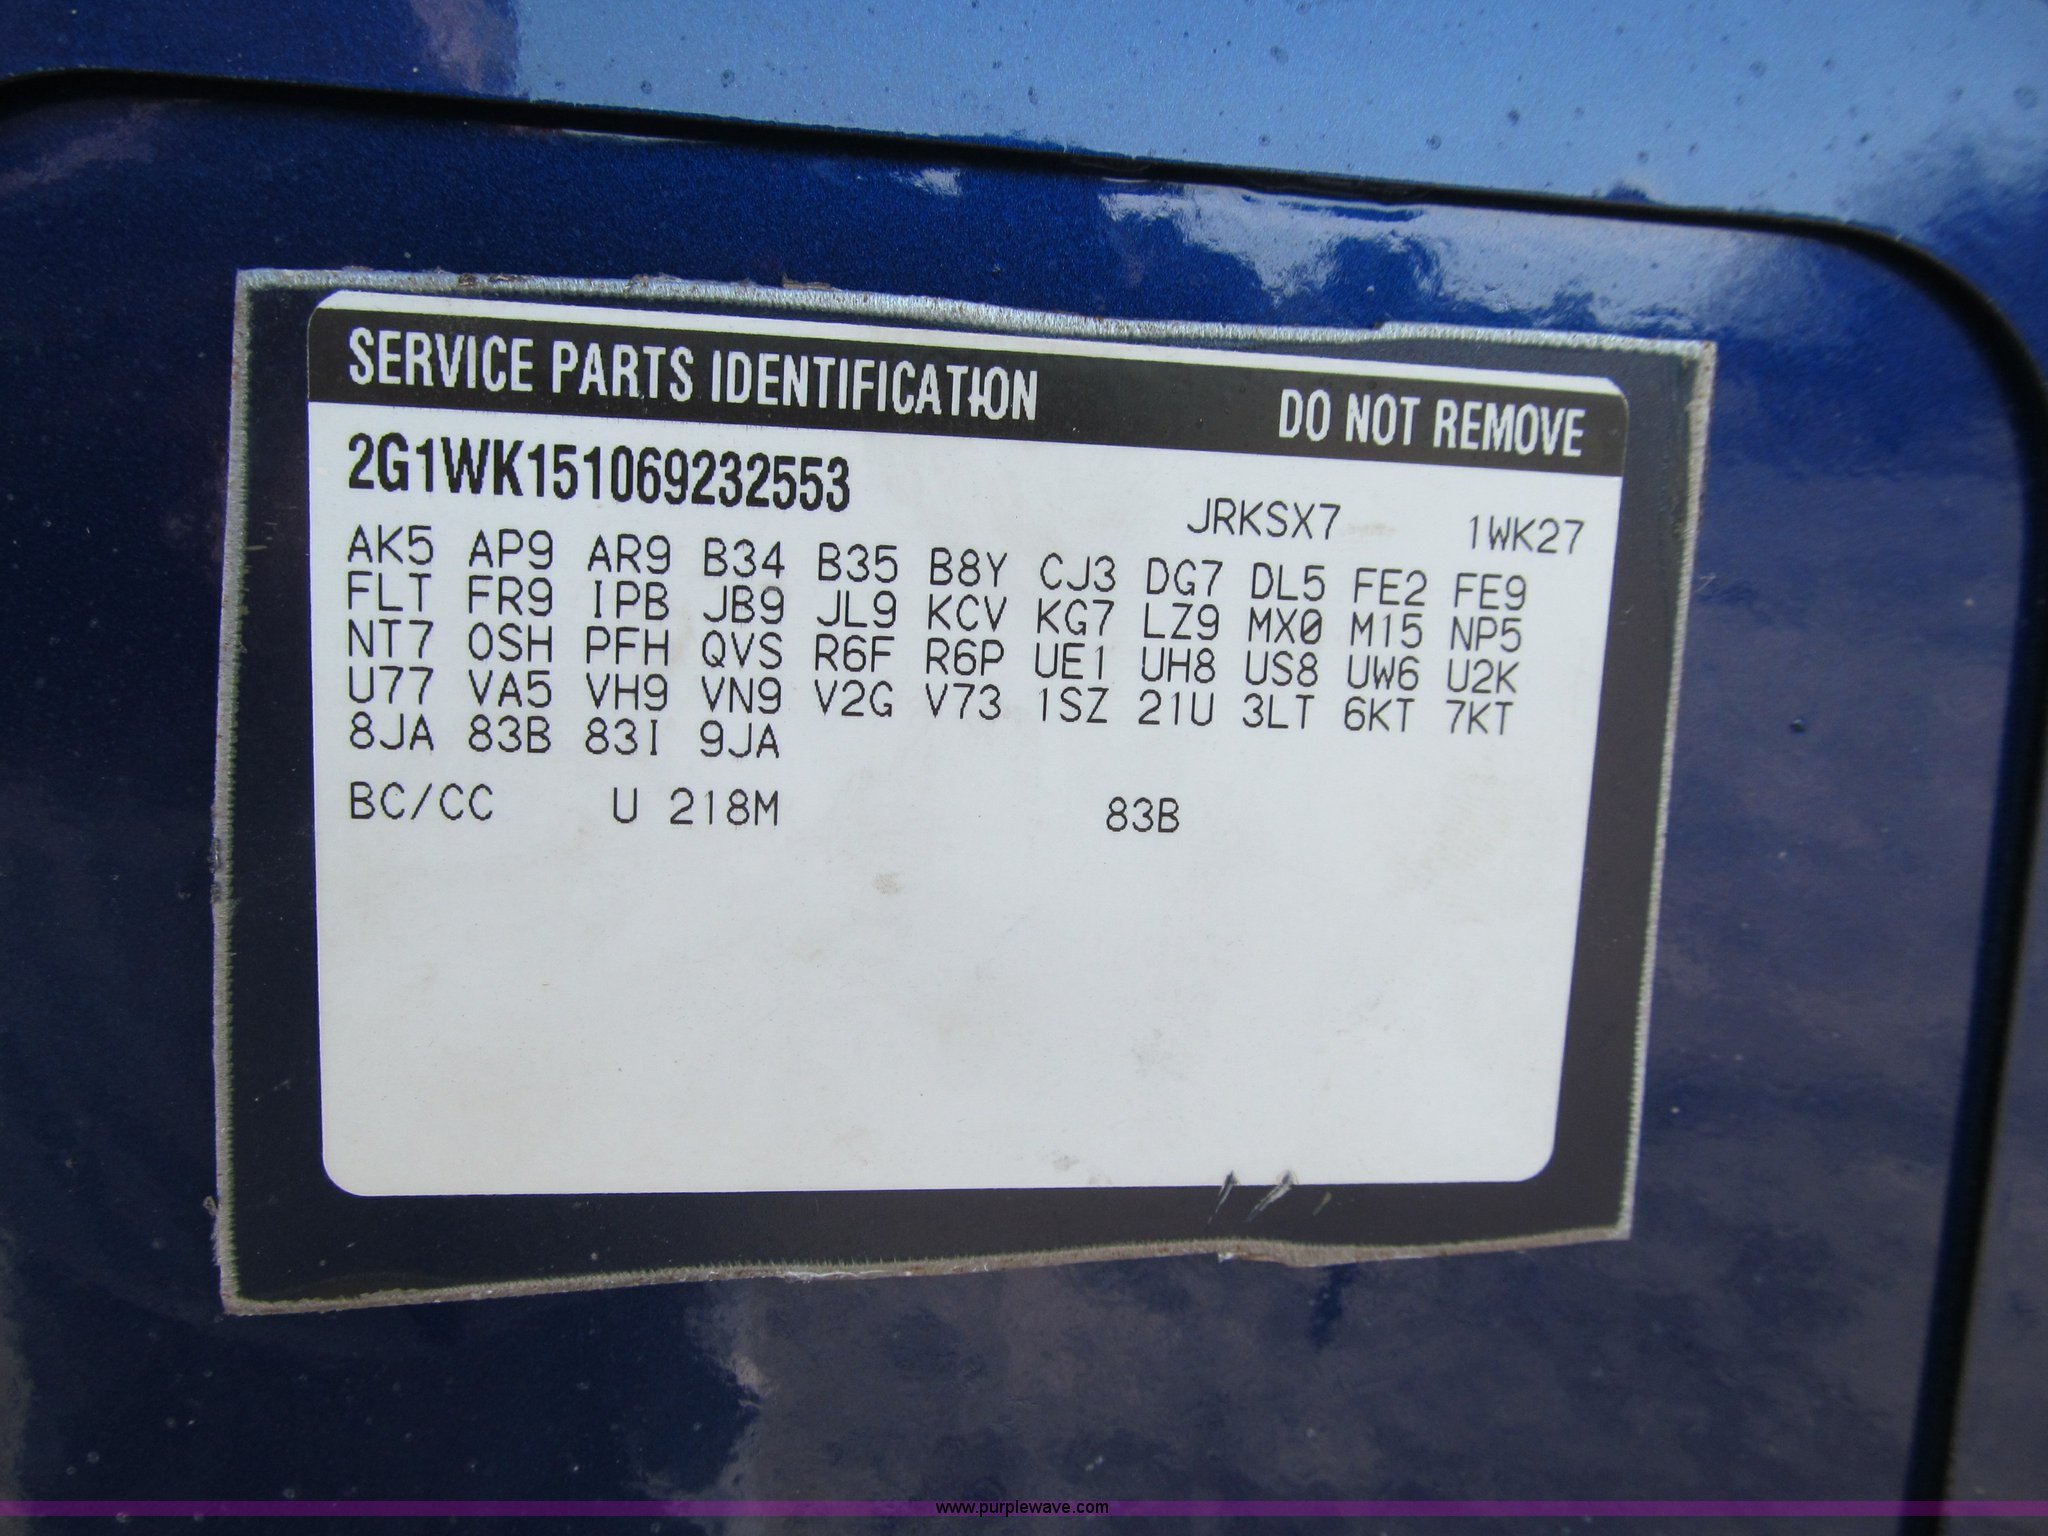 SERVICE PARTS IDENTIFICATION DO NOT REMOVE
2G1WK151069232553
JRKSX7 1WK27
AK5 AP9 AR9 B34 B35 B8Y CJ3 DG7 DL5 FE2 FE9
FLT FR9 IPB JB9 JL9 KCV KG7 LZ9 MX0 M15 NP5
NT7 OSH PFH QVS R6F R6P UE1 UH8 US8 UW6 U2K
U77 VA5 VH9 VN9 V2G V73 1SZ 21U 3LT 6KT 7KT
8JA 83B 83I 9JA
BC/CC U 218M 83B
www.purplewave.com